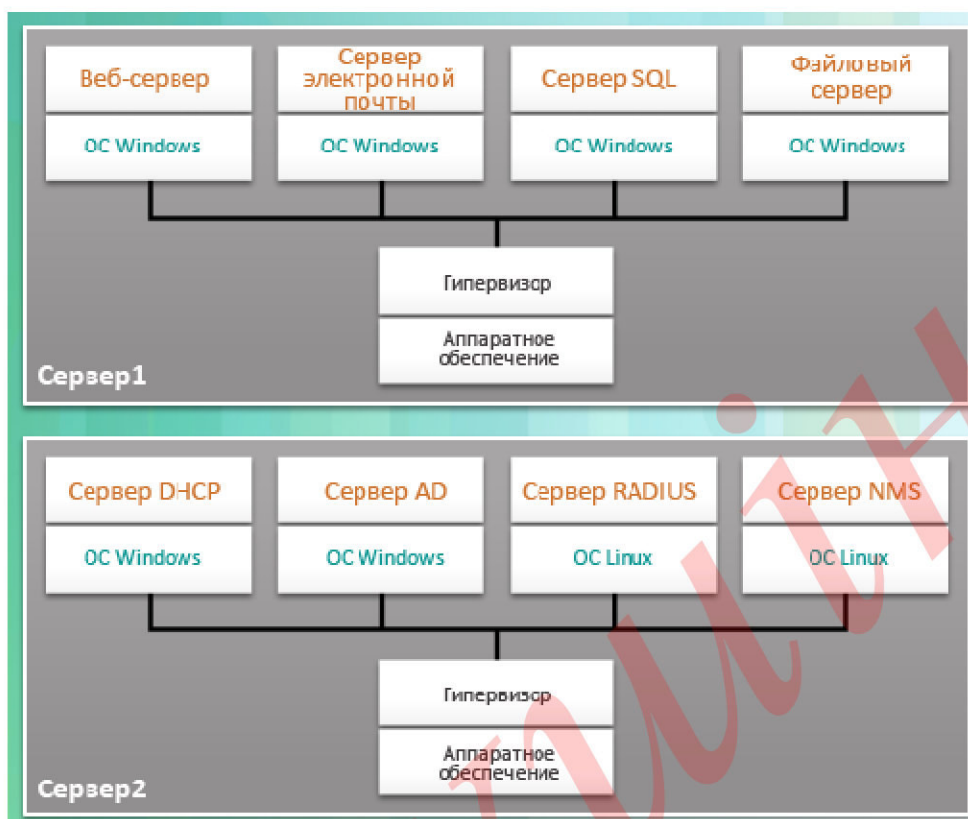 Веб-сервер
Сервер
электронной
почты
Сервер SQL
Файловый
сервер
ОС Windows
ОС Windows
ОС Windows
ОС Windows
Гипервизор
Аппаратное
обеспечение
Сервер1
Сервер DHCP
Сервер AD
Сервер RADIUS
Сервер NMS
ОС Windows
ОС Windows
ОС Linux
ОС Linux
Гипервизор
Аппаратное
обеспечение
Сервер2